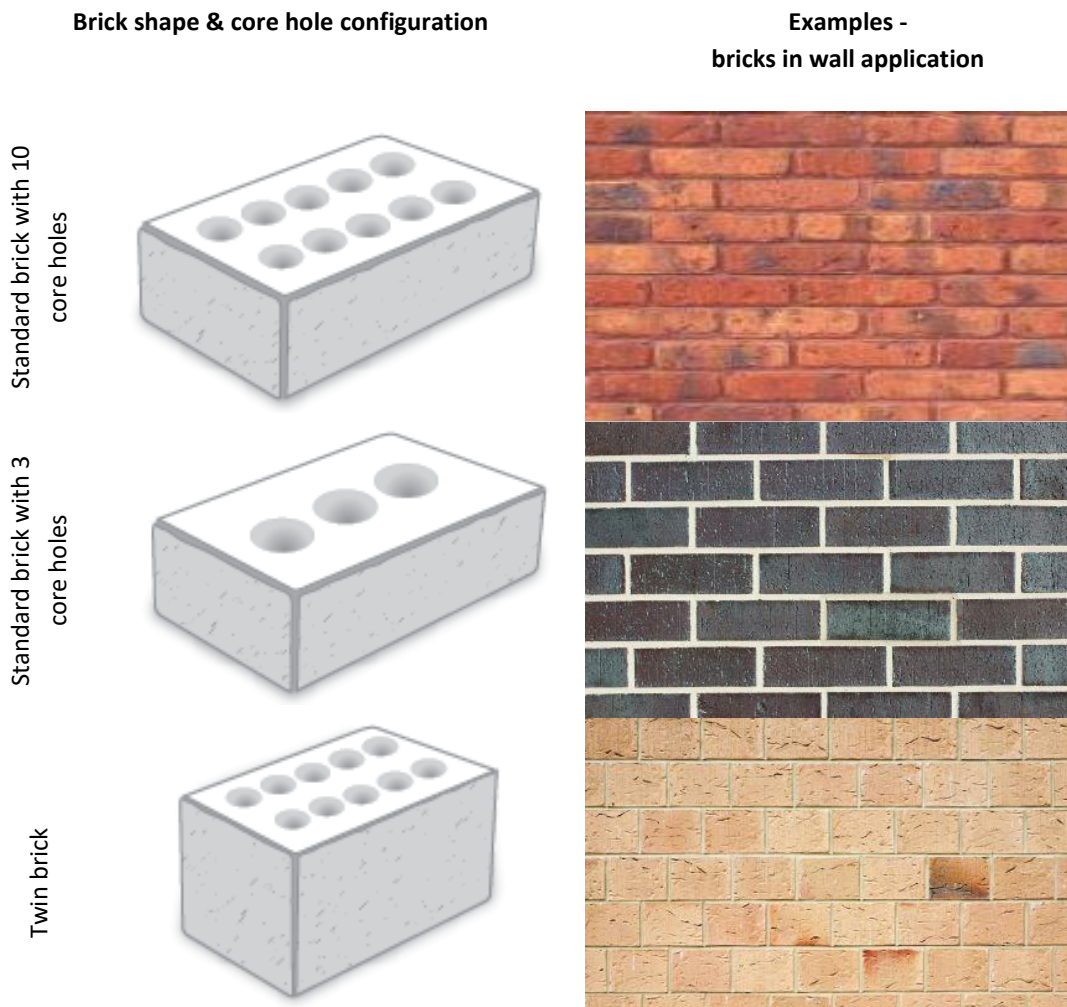 Brick shape & core hole configuration
Examples -
bricks in wall application
Standard brick with 10
core holes
Standard brick with 3
core holes
Twin brick